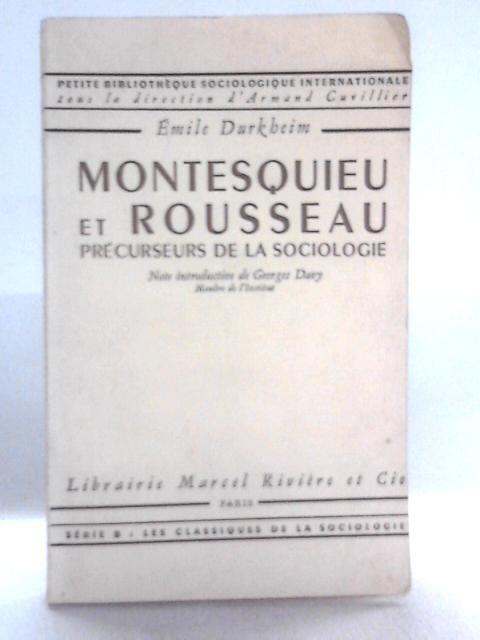 PETITE BIBLIOTHÈQUE SOCIOLOGIQUE INTERNATIONALE
sous la direction d'Armand Cuvillier
Émile Durkheim
MONTESQUIEU
ET ROUSSEAU
PRÉCURSEURS DE LA SOCIOLOGIE
Note introductive de Georges Davy
Membre de l'Institut
Librairie Marcel Rivière et Cie
PARIS
SÉRIE B : LES CLASSIQUES DE LA SOCIOLOGIE